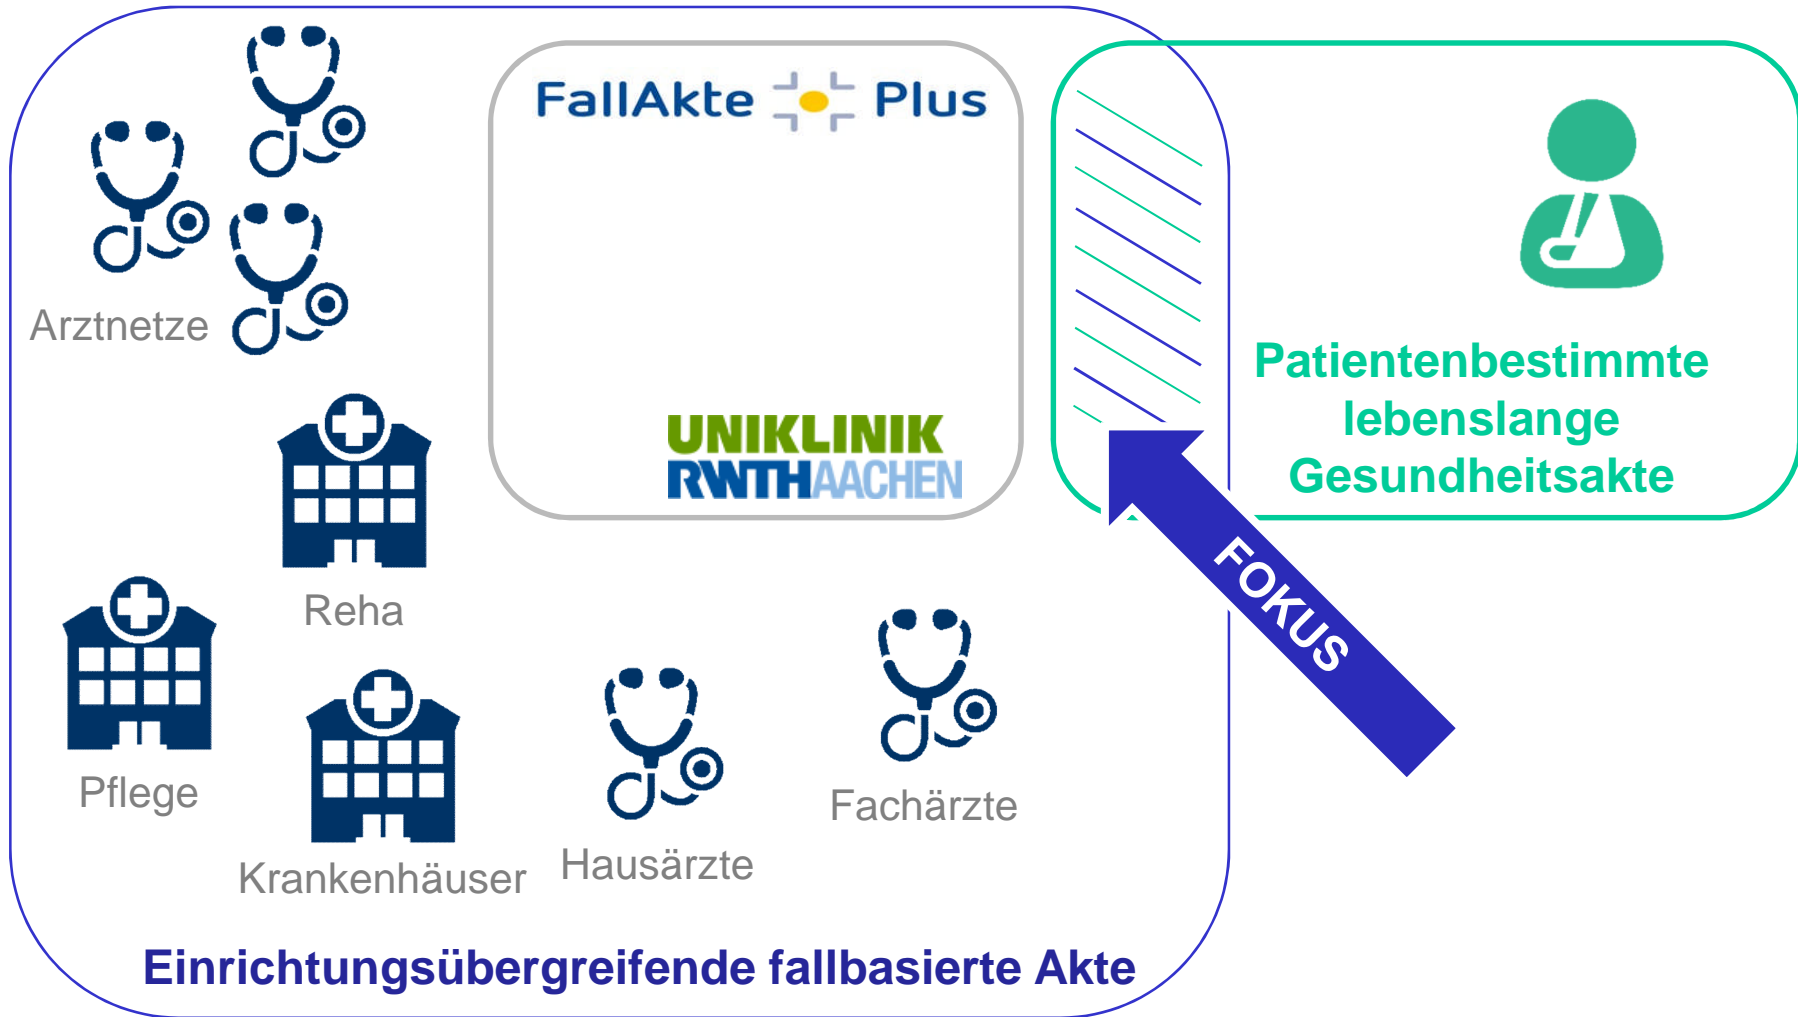 FallAkte Plus
Arztnetze
UNIKLINIK
RWTHAACHEN
Patientenbestimmte
lebenslange
Gesundheitsakte
FOKUS
Reha
Pflege
Krankenhäuser
Hausärzte
Fachärzte
Einrichtungsübergreifende fallbasierte Akte